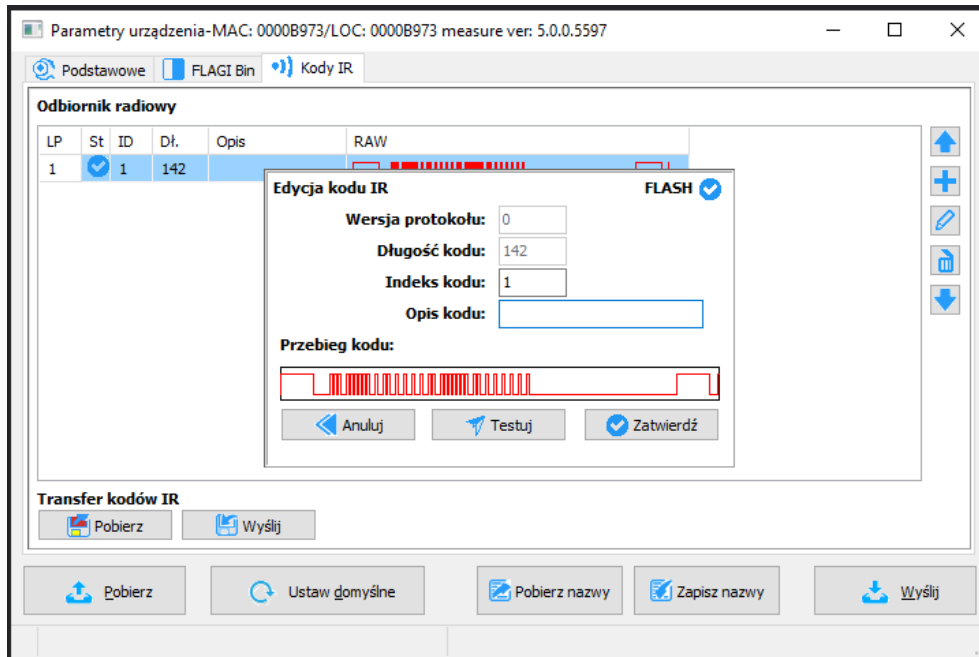 Parametry urządzenia-MAC: 0000B973/LOC: 0000B973 measure ver: 5.0.0.5597
Podstawowe FLAGI Bin Kody IR
Odbiornik radiowy
LP St ID Dł. Opis RAW
1 1 142
Edycja kodu IR FLASH
Wersja protokołu: 0
Długość kodu: 142
Indeks kodu: 1
Opis kodu:
Przebieg kodu:
Anuluj Testuj Zatwierdź
Transfer kodów IR
Pobierz Wyślij
Pobierz Ustaw domyślne Pobierz nazwy Zapisz nazwy Wyślij